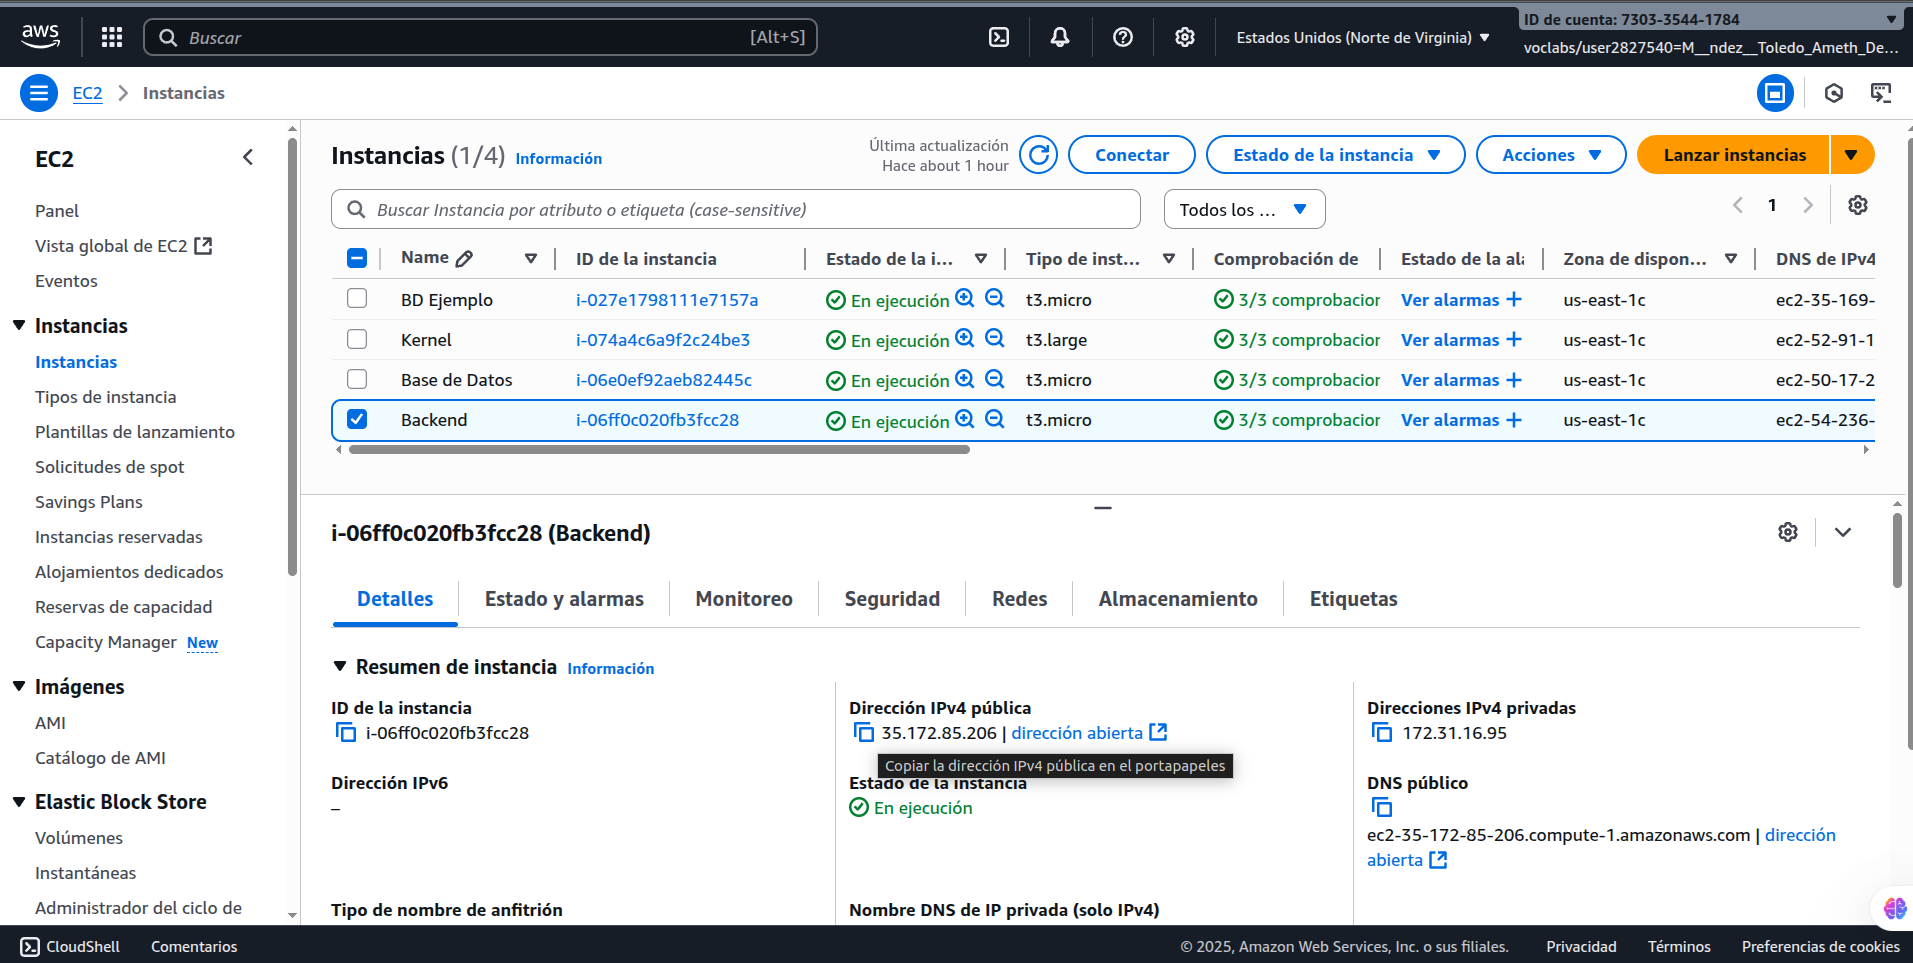 aws
Buscar
[Alt+S]
Estados Unidos (Norte de Virginia)
ID de cuenta: 7303-3544-1784
voclabs/user2827540=M__ndez__Toledo_Ameth_De...
EC2
Instancias
EC2
Panel
Vista global de EC2
Eventos
Instancias
Instancias
Tipos de instancia
Plantillas de lanzamiento
Solicitudes de spot
Savings Plans
Instancias reservadas
Alojamientos dedicados
Reservas de capacidad
Capacity Manager New
Imágenes
AMI
Catálogo de AMI
Elastic Block Store
Volúmenes
Instantáneas
Administrador del ciclo de
Instancias (1/4) Información
Última actualización
Hace about 1 hour
Conectar
Estado de la instancia
Acciones
Lanzar instancias
Buscar Instancia por atributo o etiqueta (case-sensitive)
Todos los ...
1
Name ID de la instancia Estado de la i... Tipo de inst... Comprobación de Estado de la ala Zona de dispon... DNS de IPv4
BD Ejemplo i-027e1798111e7157a En ejecución t3.micro 3/3 comprobacior Ver alarmas us-east-1c ec2-35-169-
Kernel i-074a4c6a9f2c24be3 En ejecución t3.large 3/3 comprobacior Ver alarmas us-east-1c ec2-52-91-1
Base de Datos i-06e0ef92aeb82445c En ejecución t3.micro 3/3 comprobacior Ver alarmas us-east-1c ec2-50-17-2
Backend i-06ff0c020fb3fcc28 En ejecución t3.micro 3/3 comprobacior Ver alarmas us-east-1c ec2-54-236-
i-06ff0c020fb3fcc28 (Backend)
Detalles Estado y alarmas Monitoreo Seguridad Redes Almacenamiento Etiquetas
Resumen de instancia Información
ID de la instancia
i-06ff0c020fb3fcc28
Dirección IPv4 pública
35.172.85.206 | dirección abierta
Direcciones IPv4 privadas
172.31.16.95
Copiar la dirección IPv4 pública en el portapapeles
Dirección IPv6
–
Estado de la instancia
En ejecución
DNS público
ec2-35-172-85-206.compute-1.amazonaws.com | dirección
abierta
Tipo de nombre de anfitrión
Nombre DNS de IP privada (solo IPv4)
CloudShell
Comentarios
© 2025, Amazon Web Services, Inc. o sus filiales.
Privacidad
Términos
Preferencias de cookies